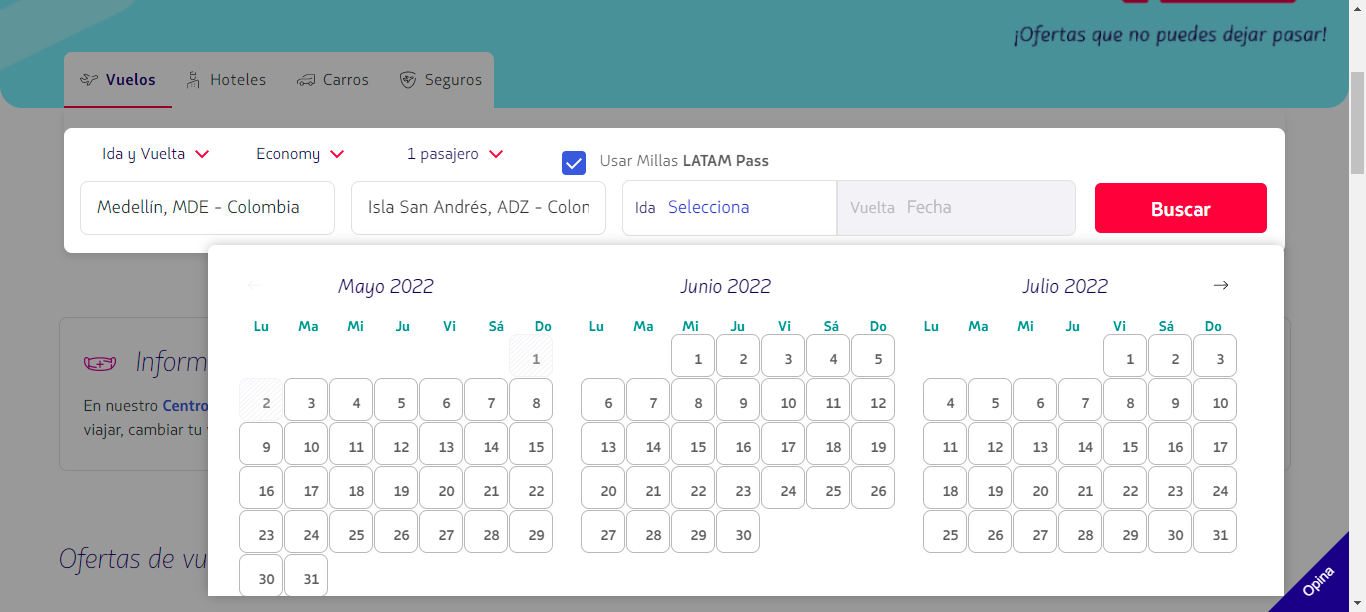 ¡Ofertas que no puedes dejar pasar!
Vuelos Hoteles Carros Seguros
Ida y Vuelta Economy 1 pasajero Usar Millas LATAM Pass
Medellín, MDE - Colombia Isla San Andrés, ADZ - Colon Ida Selecciona Vuelta Fecha Buscar
Mayo 2022 Junio 2022 Julio 2022
Lu Ma Mi Ju Vi Sá Do Lu Ma Mi Ju Vi Sá Do Lu Ma Mi Ju Vi Sá Do
1 1 2 3 4 5 1 2 3
2 3 4 5 6 7 8 6 7 8 9 10 11 12 4 5 6 7 8 9 10
9 10 11 12 13 14 15 13 14 15 16 17 18 19 11 12 13 14 15 16 17
16 17 18 19 20 21 22 20 21 22 23 24 25 26 18 19 20 21 22 23 24
23 24 25 26 27 28 29 27 28 29 30 25 26 27 28 29 30 31
30 31
Inform
En nuestro Centro
viajar, cambiar tu
Ofertas de vu
Opina